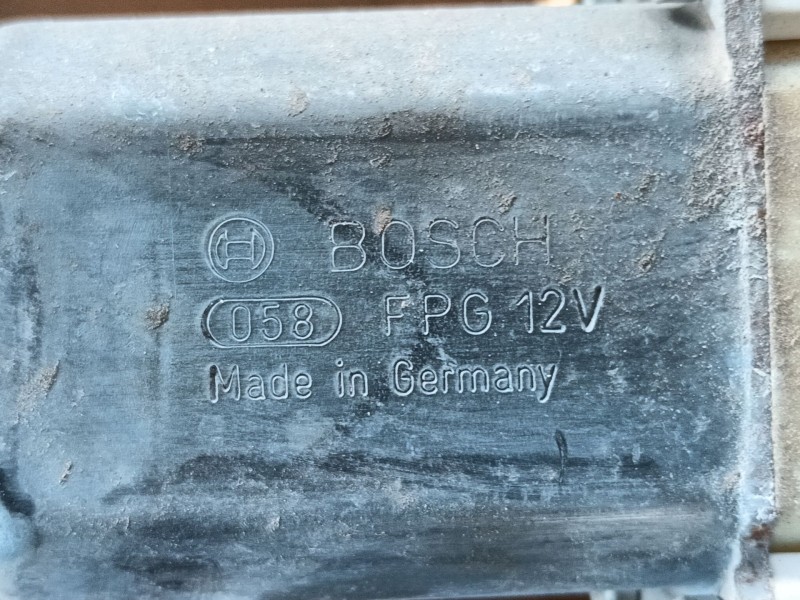 BOSCH
058 FPG 12V
Made in Germany